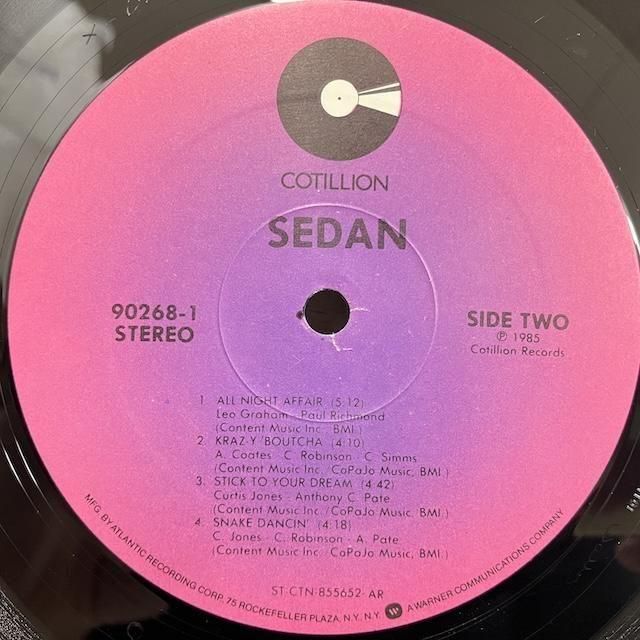 COTILLION
SEDAN
90268-1
STEREO
SIDE TWO
℗ 1985
Cotillion Records
1. ALL NIGHT AFFAIR (5:12)
Leo Graham - Paul Richmond
(Content Music Inc., BMI.)
2. KRAZ-Y 'BOUTCHA (4:10)
A. Coates - C. Robinson - C. Simms
(Content Music Inc./CoPaJo Music, BMI.)
3. STICK TO YOUR DREAM (4:42)
Curtis Jones - Anthony C. Pate
(Content Music Inc./CoPaJo Music, BMI.)
4. SNAKE DANCIN' (4:18)
C. Jones - C. Robinson - A. Pate
(Content Music Inc./CoPaJo Music, BMI.)
ST-CTN-855652-AR
MFG. BY ATLANTIC RECORDING CORP. 75 ROCKEFELLER PLAZA, N.Y. N.Y. A WARNER COMMUNICATIONS COMPANY